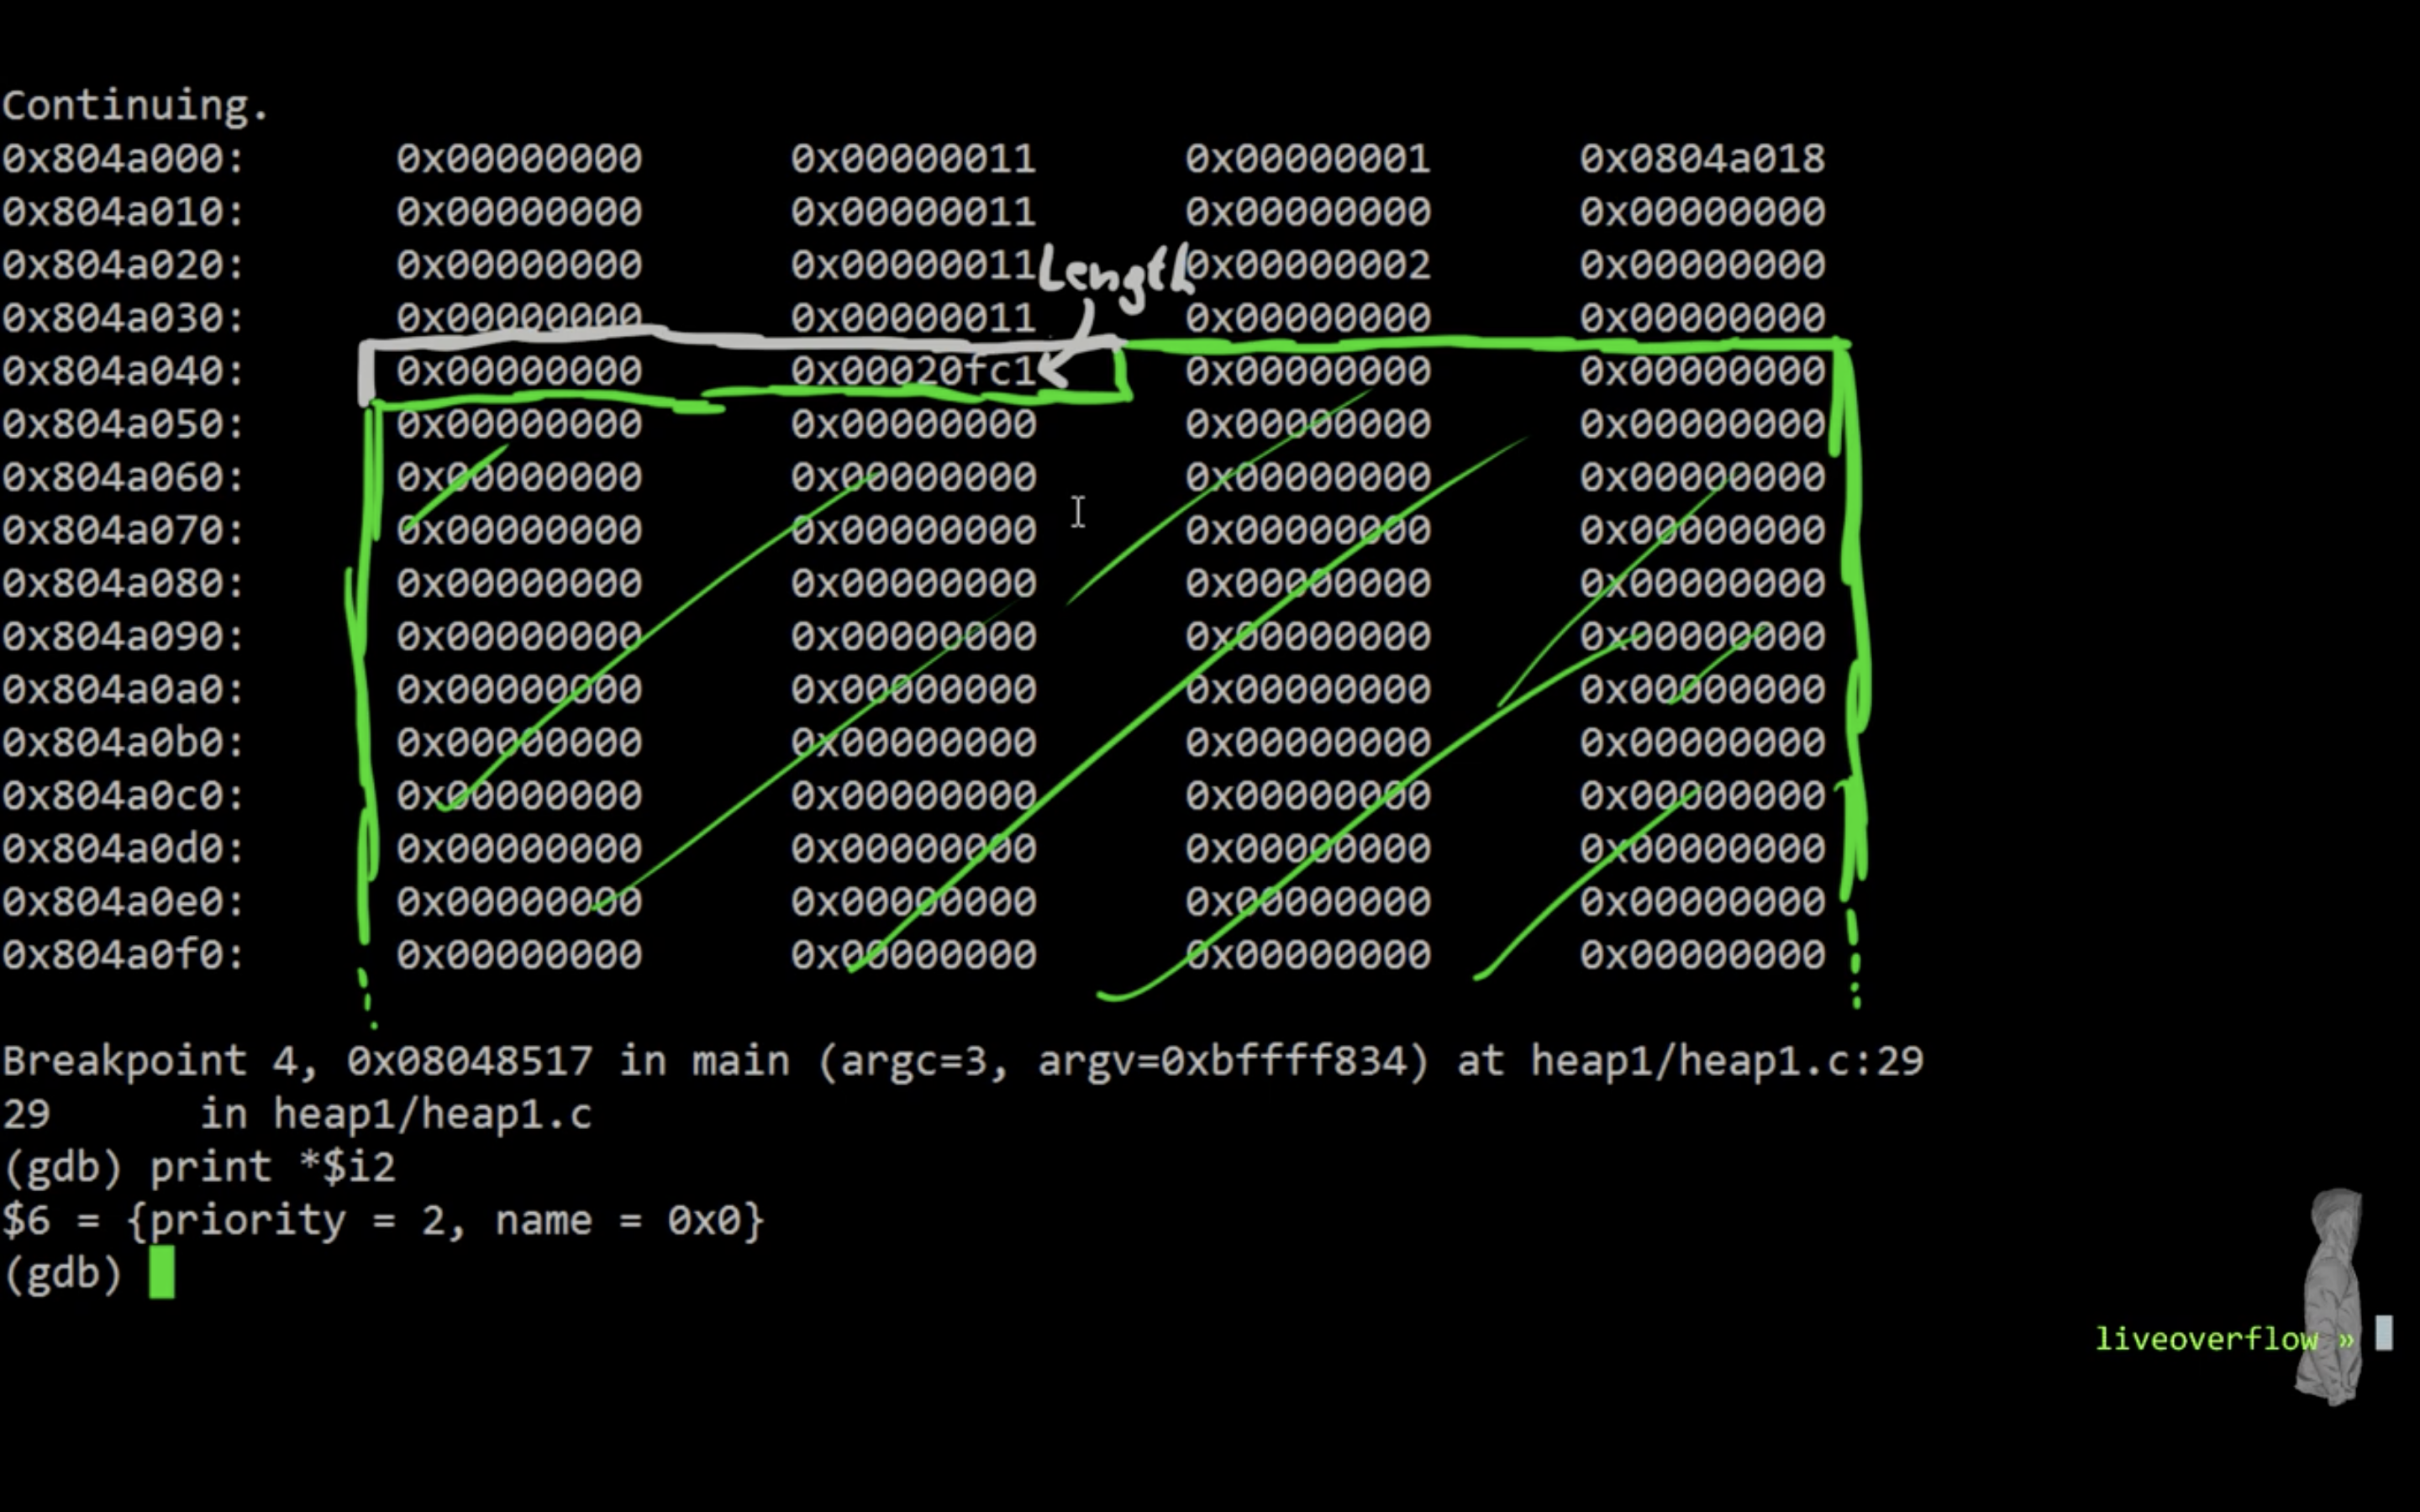 Continuing.
0x804a000: 0x00000000 0x00000011 0x00000001 0x0804a018
0x804a010: 0x00000000 0x00000011 0x00000000 0x00000000
0x804a020: 0x00000000 0x00000011 Length 0x00000002 0x00000000
0x804a030: 0x00000000 0x00000011 0x00000000 0x00000000
0x804a040: 0x00000000 0x00020fc1 0x00000000 0x00000000
0x804a050: 0x00000000 0x00000000 0x00000000 0x00000000
0x804a060: 0x00000000 0x00000000 0x00000000 0x00000000
0x804a070: 0x00000000 0x00000000 0x00000000 0x00000000
0x804a080: 0x00000000 0x00000000 0x00000000 0x00000000
0x804a090: 0x00000000 0x00000000 0x00000000 0x00000000
0x804a0a0: 0x00000000 0x00000000 0x00000000 0x00000000
0x804a0b0: 0x00000000 0x00000000 0x00000000 0x00000000
0x804a0c0: 0x00000000 0x00000000 0x00000000 0x00000000
0x804a0d0: 0x00000000 0x00000000 0x00000000 0x00000000
0x804a0e0: 0x00000000 0x00000000 0x00000000 0x00000000
0x804a0f0: 0x00000000 0x00000000 0x00000000 0x00000000
Breakpoint 4, 0x08048517 in main (argc=3, argv=0xbffff834) at heap1/heap1.c:29
29 in heap1/heap1.c
(gdb) print *$i2
$6 = {priority = 2, name = 0x0}
(gdb)
liveoverflow »